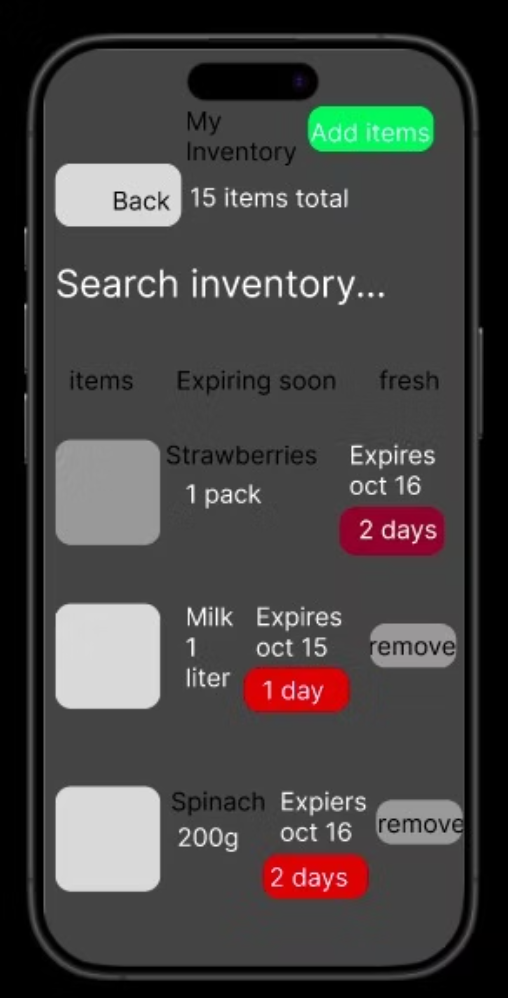 My
Inventory
Add items
Back
15 items total
Search inventory...
items
Expiring soon
fresh
Strawberries
1 pack
Expires
oct 16
2 days
Milk
1
liter
Expires
oct 15
1 day
remove
Spinach
200g
Expiers
oct 16
2 days
remove